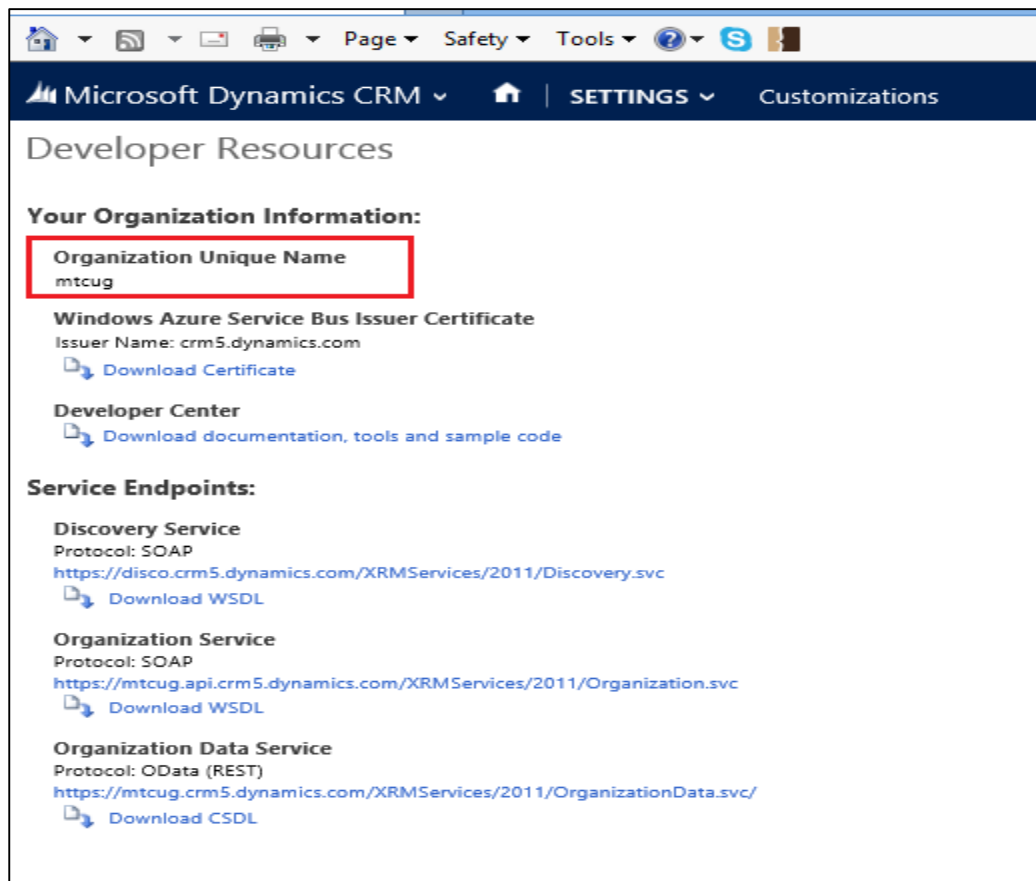 Page Safety Tools
Microsoft Dynamics CRM SETTINGS Customizations
Developer Resources
Your Organization Information:
Organization Unique Name
mtcug
Windows Azure Service Bus Issuer Certificate
Issuer Name: crm5.dynamics.com
Download Certificate
Developer Center
Download documentation, tools and sample code
Service Endpoints:
Discovery Service
Protocol: SOAP
https://disco.crm5.dynamics.com/XRMServices/2011/Discovery.svc
Download WSDL
Organization Service
Protocol: SOAP
https://mtcug.api.crm5.dynamics.com/XRMServices/2011/Organization.svc
Download WSDL
Organization Data Service
Protocol: OData (REST)
https://mtcug.crm5.dynamics.com/XRMServices/2011/OrganizationData.svc/
Download CSDL